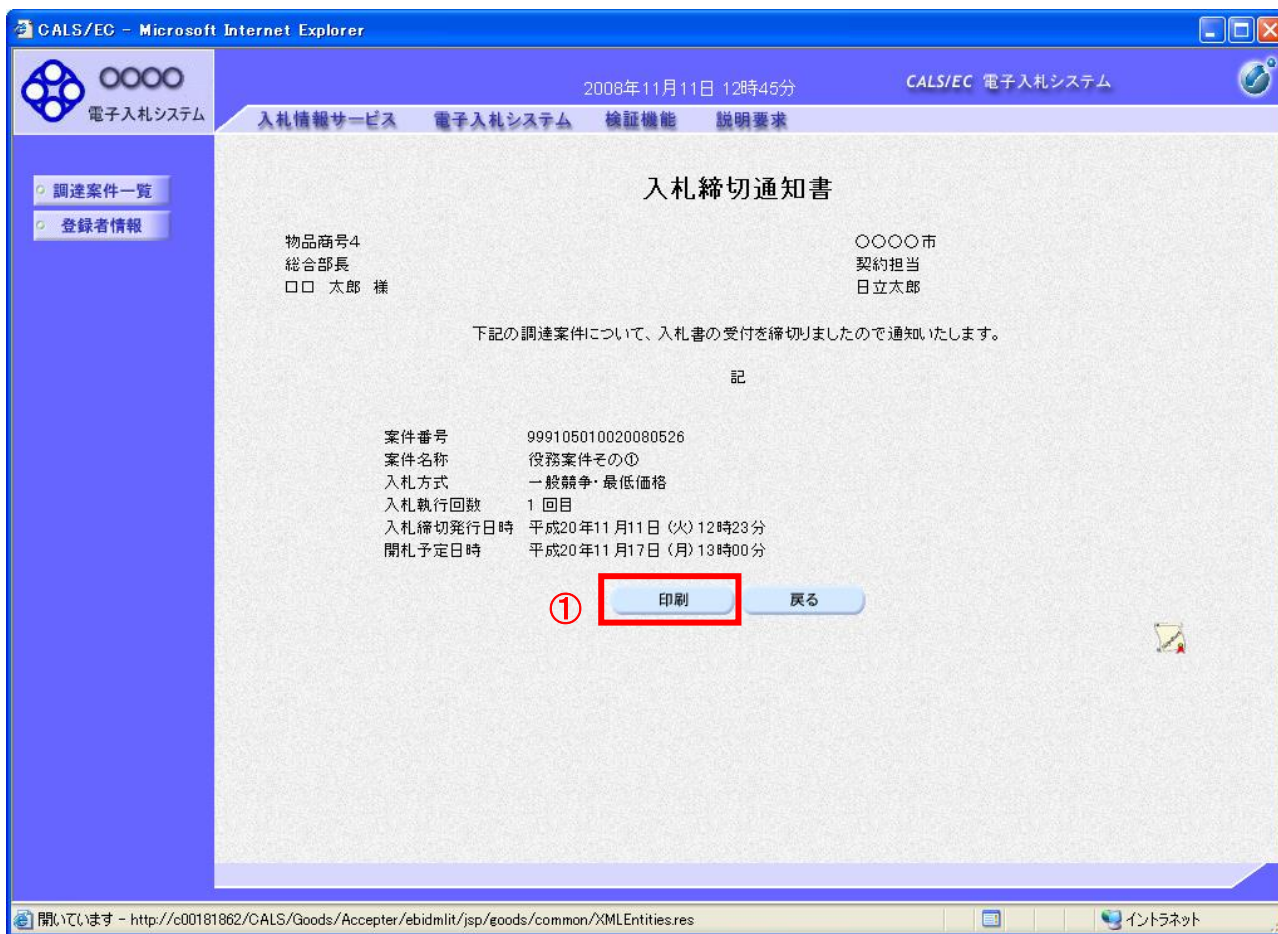 CALS/EC - Microsoft Internet Explorer
〇〇〇〇
電子入札システム
2008年11月11日 12時45分
CALS/EC 電子入札システム
入札情報サービス 電子入札システム 検証機能 説明要求
調達案件一覧
登録者情報
入札締切通知書
物品商号4
総合部長
口口 太郎 様
〇〇〇〇市
契約担当
日立太郎
下記の調達案件について、入札書の受付を締切りましたので通知いたします。
記
案件番号 999105010020080526
案件名称 役務案件その①
入札方式 一般競争・最低価格
入札執行回数 1 回目
入札締切発行日時 平成20年11月11日 (火) 12時23分
開札予定日時 平成20年11月17日 (月) 13時00分
① 印刷 戻る
開いています - http://c00181862/CALS/Goods/Accepter/ebidmlit/jsp/goods/common/XMLEntities.res
イントラネット